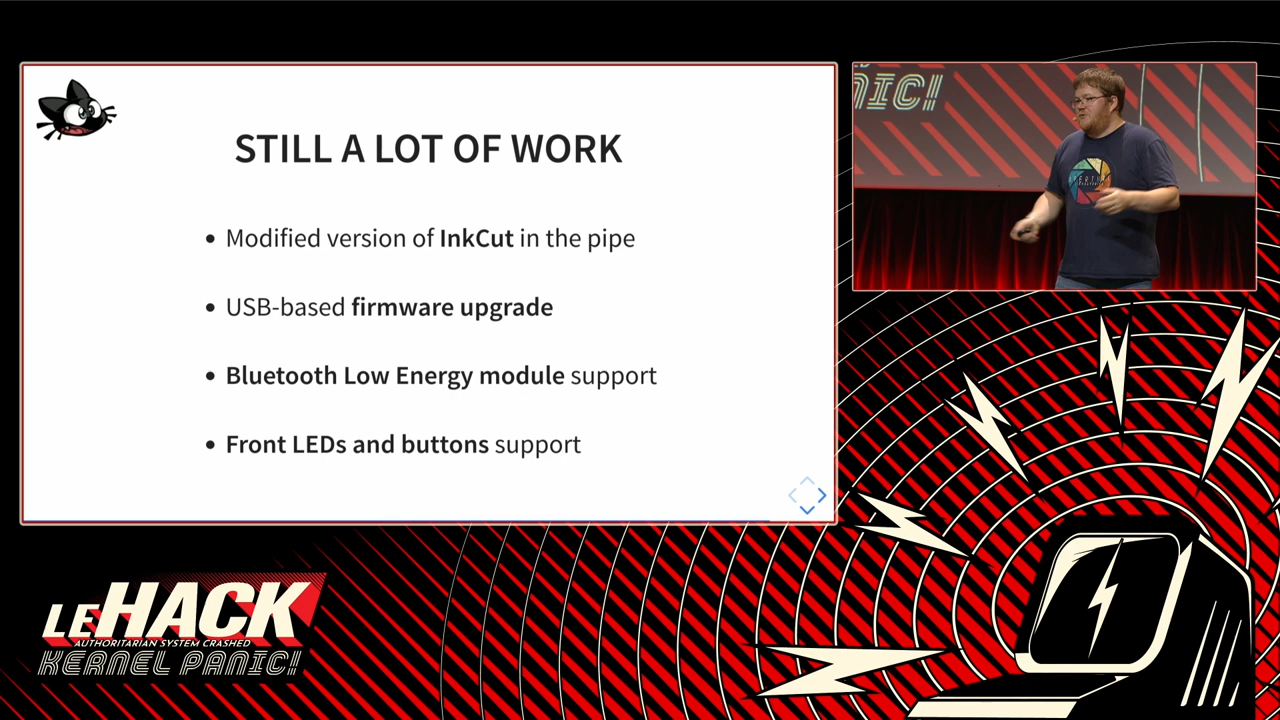 STILL A LOT OF WORK
Modified version of InkCut in the pipe
USB-based firmware upgrade
Bluetooth Low Energy module support
Front LEDs and buttons support
NIC!
LEHACK
AUTHORITARIAN SYSTEM CRASHED
KERNEL PANIC!